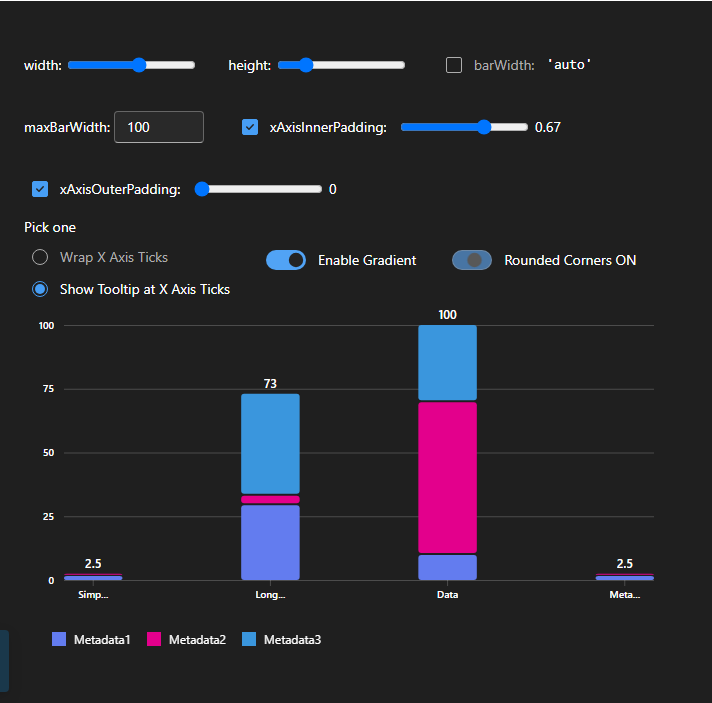 width: height: barWidth: 'auto'
maxBarWidth: 100 xAxisInnerPadding: 0.67
xAxisOuterPadding: 0
Pick one
Wrap X Axis Ticks
Enable Gradient Rounded Corners ON
Show Tooltip at X Axis Ticks
100
100
75
73
50
25
2.5 2.5
0
Simp... Long... Data Meta...
Metadata1 Metadata2 Metadata3